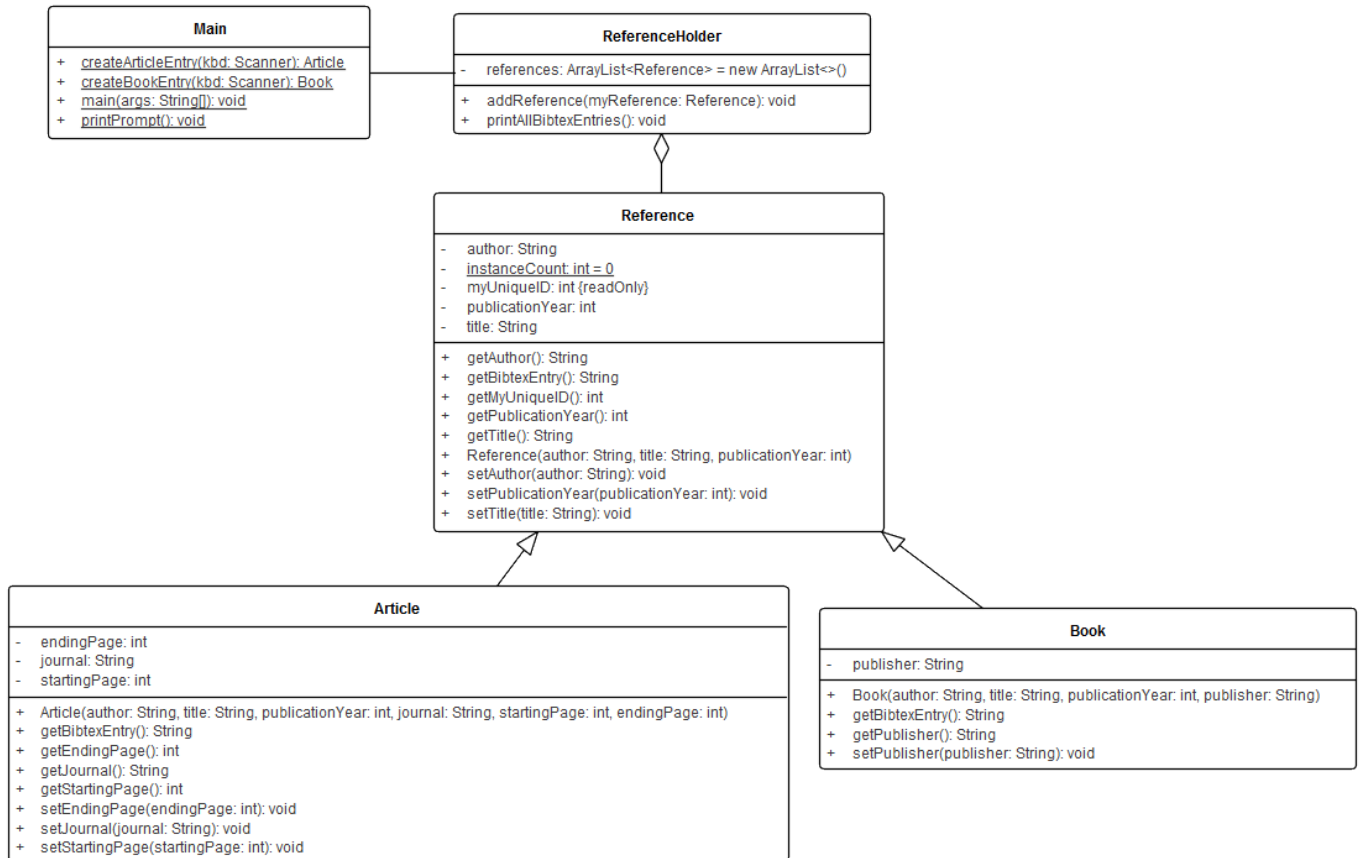 Main
+ createArticleEntry(kbd: Scanner): Article
+ createBookEntry(kbd: Scanner): Book
+ main(args: String[]): void
+ printPrompt(): void
ReferenceHolder
- references: ArrayList<Reference> = new ArrayList<>()
+ addReference(myReference: Reference): void
+ printAllBibtexEntries(): void
Reference
- author: String
- instanceCount: int = 0
- myUniqueID: int {readOnly}
- publicationYear: int
- title: String
+ getAuthor(): String
+ getBibtexEntry(): String
+ getMyUniqueID(): int
+ getPublicationYear(): int
+ getTitle(): String
+ Reference(author: String, title: String, publicationYear: int)
+ setAuthor(author: String): void
+ setPublicationYear(publicationYear: int): void
+ setTitle(title: String): void
Article
- endingPage: int
- journal: String
- startingPage: int
+ Article(author: String, title: String, publicationYear: int, journal: String, startingPage: int, endingPage: int)
+ getBibtexEntry(): String
+ getEndingPage(): int
+ getJournal(): String
+ getStartingPage(): int
+ setEndingPage(endingPage: int): void
+ setJournal(journal: String): void
+ setStartingPage(startingPage: int): void
Book
- publisher: String
+ Book(author: String, title: String, publicationYear: int, publisher: String)
+ getBibtexEntry(): String
+ getPublisher(): String
+ setPublisher(publisher: String): void